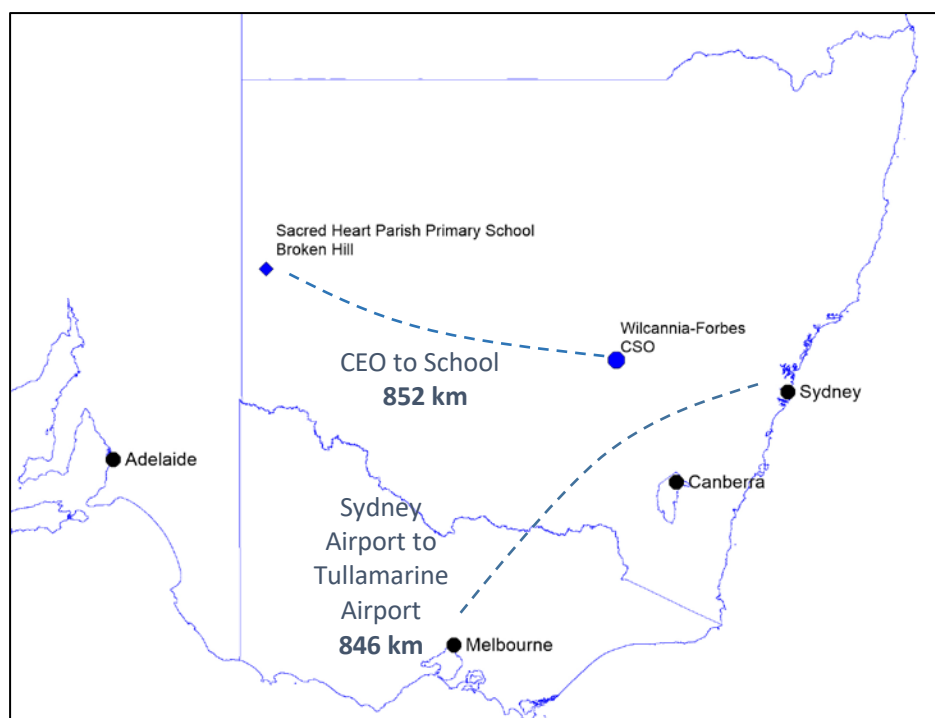 Sacred Heart Parish Primary School
Broken Hill
Wilcannia-Forbes
CSO
CEO to School
852 km
Sydney
Adelaide
Canberra
Sydney
Airport to
Tullamarine
Airport
846 km
Melbourne